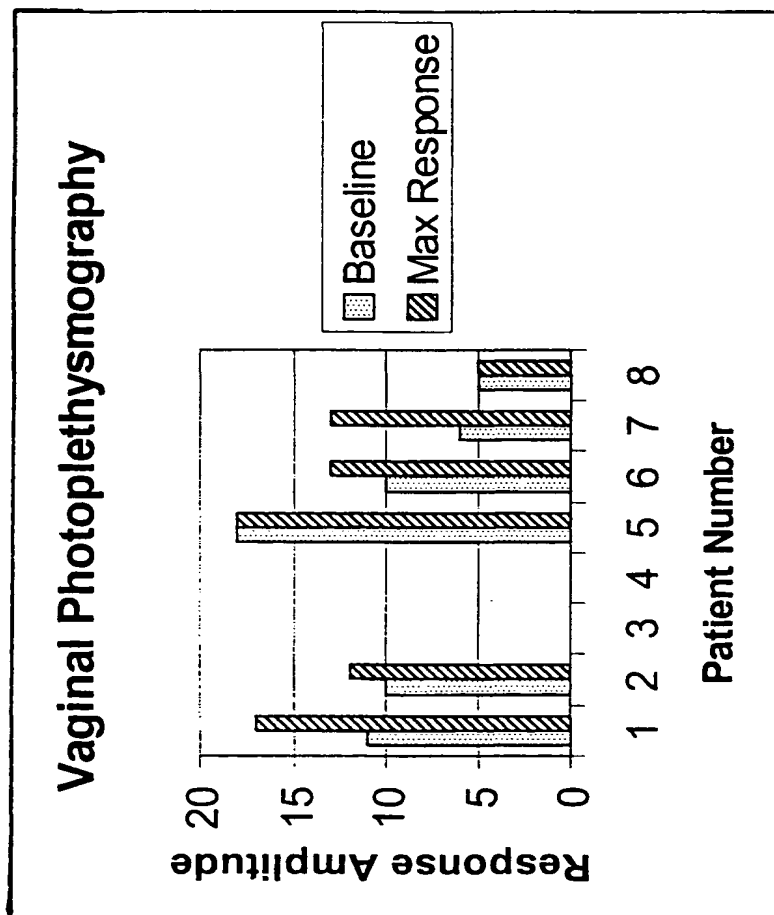 Vaginal Photoplethysmography
Response Amplitude
20
15
10
5
0
1 2 3 4 5 6 7 8
Patient Number
Baseline
Max Response